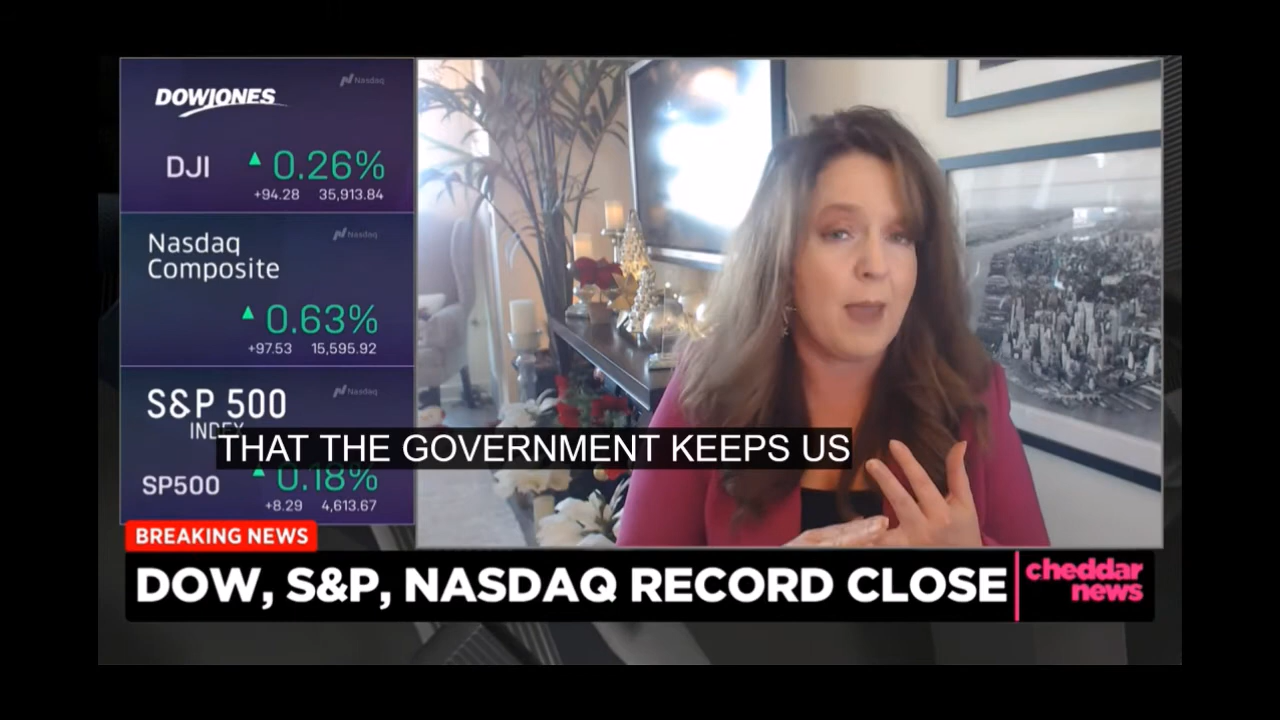 DOWJONES
Nasdaq
DJI
▲ 0.26%
+94.28 35,913.84
Nasdaq
Nasdaq
Composite
▲ 0.63%
+97.53 15,595.92
Nasdaq
S&P 500
INDEX
THAT THE GOVERNMENT KEEPS US
SP500
▲ 0.18%
+8.29 4,613.67
BREAKING NEWS
DOW, S&P, NASDAQ RECORD CLOSE
cheddar
news